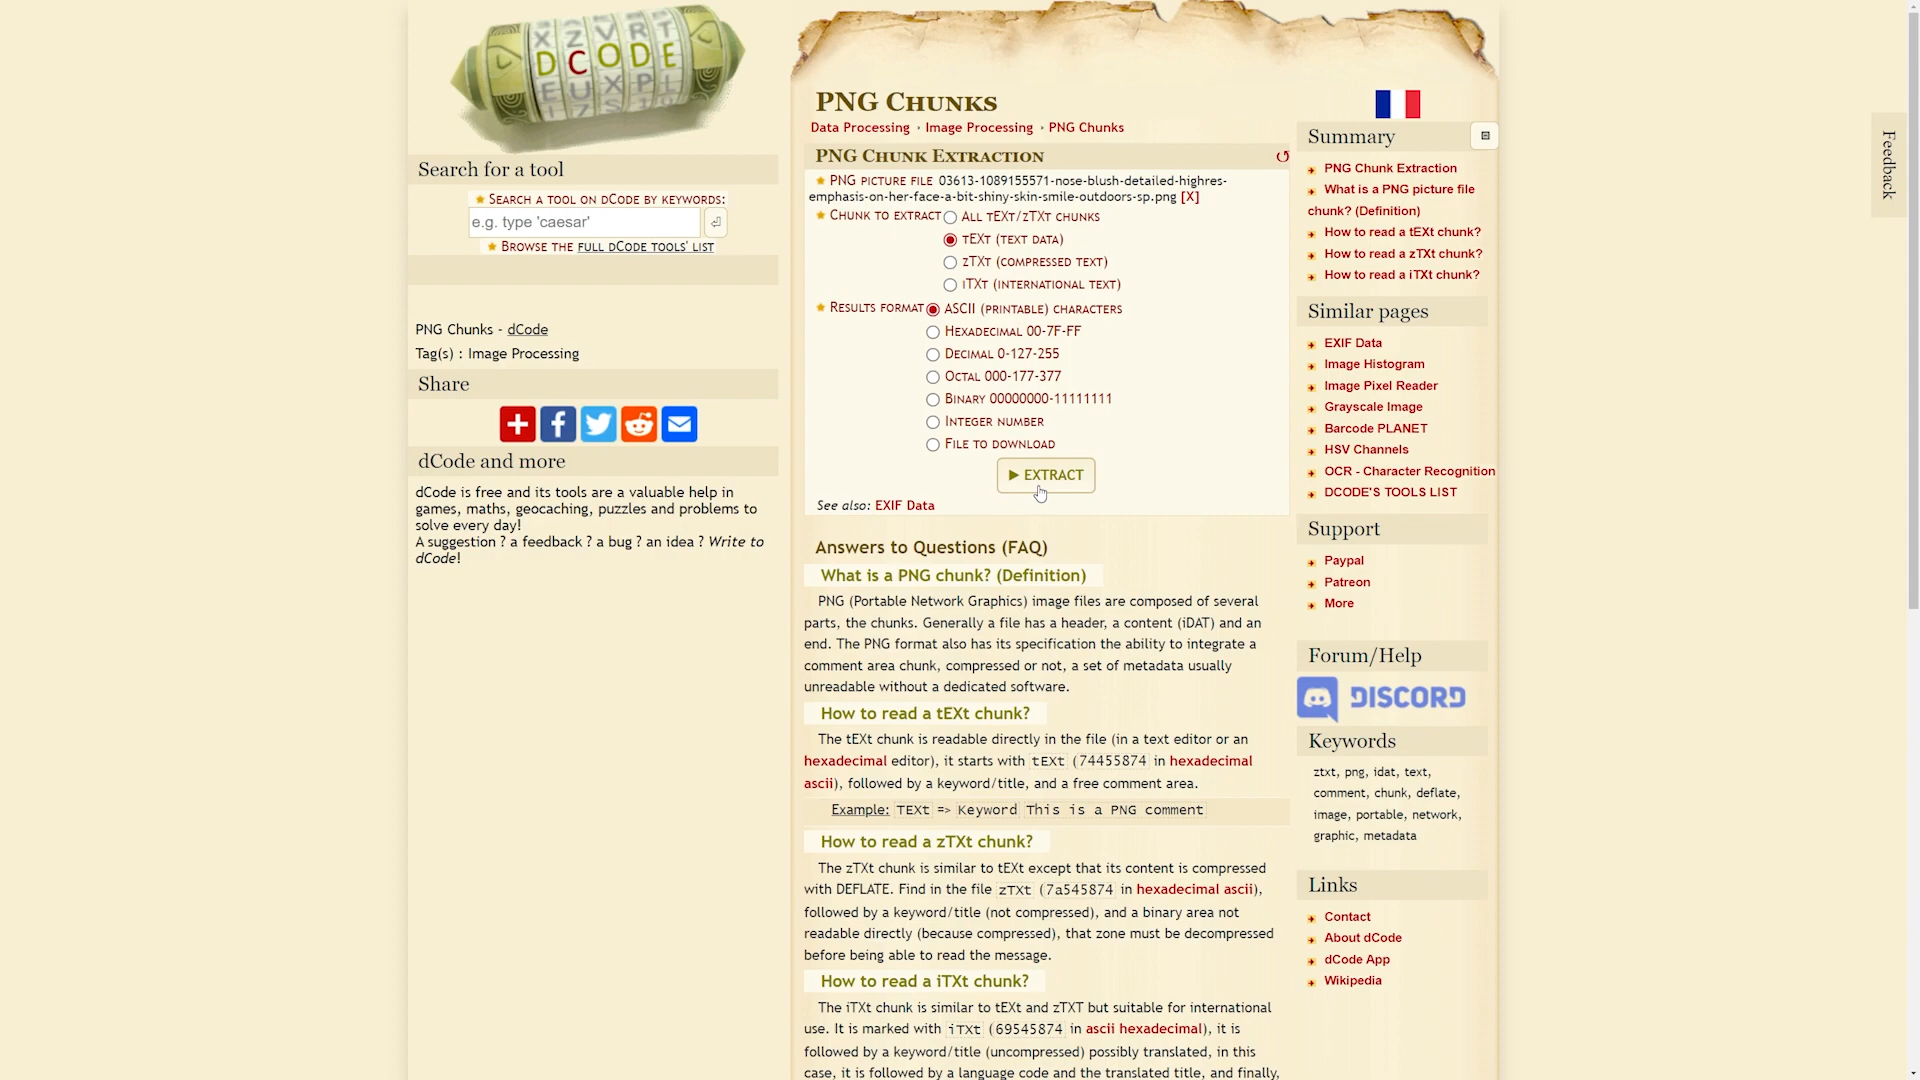 DCODE
Search for a tool
SEARCH A TOOL ON DCODE BY KEYWORDS:
e.g. type 'caesar'
BROWSE THE FULL DCODE TOOLS' LIST
PNG Chunks - dCode
Tag(s) : Image Processing
Share
dCode and more
dCode is free and its tools are a valuable help in
games, maths, geocaching, puzzles and problems to
solve every day!
A suggestion ? a feedback ? a bug ? an idea ? Write to
dCode!
PNG CHUNKS
Data Processing › Image Processing › PNG Chunks
PNG CHUNK EXTRACTION
PNG PICTURE FILE 03613-1089155571-nose-blush-detailed-highres-
emphasis-on-her-face-a-bit-shiny-skin-smile-outdoors-sp.png [X]
CHUNK TO EXTRACT ALL TEXT/ZTXT CHUNKS
TEXT (TEXT DATA)
ZTXT (COMPRESSED TEXT)
ITXT (INTERNATIONAL TEXT)
RESULTS FORMAT ASCII (PRINTABLE) CHARACTERS
HEXADECIMAL 00-7F-FF
DECIMAL 0-127-255
OCTAL 000-177-377
BINARY 00000000-11111111
INTEGER NUMBER
FILE TO DOWNLOAD
► EXTRACT
See also: EXIF Data
Answers to Questions (FAQ)
What is a PNG chunk? (Definition)
PNG (Portable Network Graphics) image files are composed of several
parts, the chunks. Generally a file has a header, a content (iDAT) and an
end. The PNG format also has its specification the ability to integrate a
comment area chunk, compressed or not, a set of metadata usually
unreadable without a dedicated software.
How to read a tEXt chunk?
The tEXt chunk is readable directly in the file (in a text editor or an
hexadecimal editor), it starts with tEXt (74455874 in hexadecimal
ascii), followed by a keyword/title, and a free comment area.
Example: TEXt => Keyword This is a PNG comment
How to read a zTXt chunk?
The zTXt chunk is similar to tEXt except that its content is compressed
with DEFLATE. Find in the file zTXt (7a545874 in hexadecimal ascii),
followed by a keyword/title (not compressed), and a binary area not
readable directly (because compressed), that zone must be decompressed
before being able to read the message.
How to read a iTXt chunk?
The iTXt chunk is similar to tEXt and zTXT but suitable for international
use. It is marked with iTXt (69545874 in ascii hexadecimal), it is
followed by a keyword/title (uncompressed) possibly translated, in this
case, it is followed by a language code and the translated title, and finally,
Summary
PNG Chunk Extraction
What is a PNG picture file
chunk? (Definition)
How to read a tEXt chunk?
How to read a zTXt chunk?
How to read a iTXt chunk?
Similar pages
EXIF Data
Image Histogram
Image Pixel Reader
Grayscale Image
Barcode PLANET
HSV Channels
OCR - Character Recognition
DCODE'S TOOLS LIST
Support
Paypal
Patreon
More
Forum/Help
DISCORD
Keywords
ztxt, png, idat, text,
comment, chunk, deflate,
image, portable, network,
graphic, metadata
Links
Contact
About dCode
dCode App
Wikipedia
Feedback